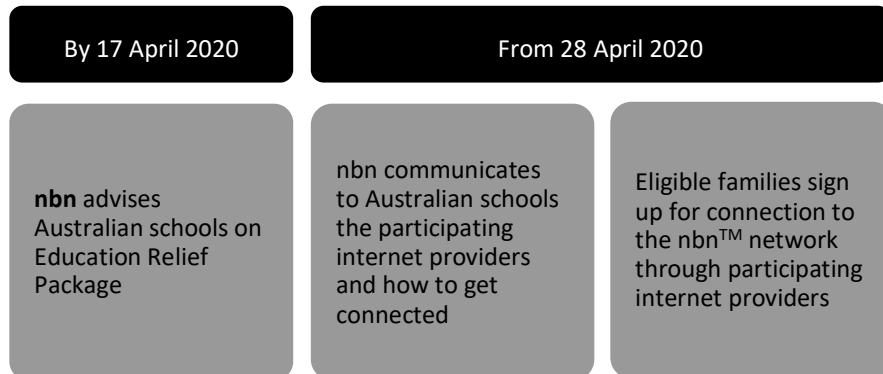 By 17 April 2020
From 28 April 2020
nbn advises
Australian schools on
Education Relief
Package
nbn communicates
to Australian schools
the participating
internet providers
and how to get
connected
Eligible families sign
up for connection to
the nbn™ network
through participating
internet providers